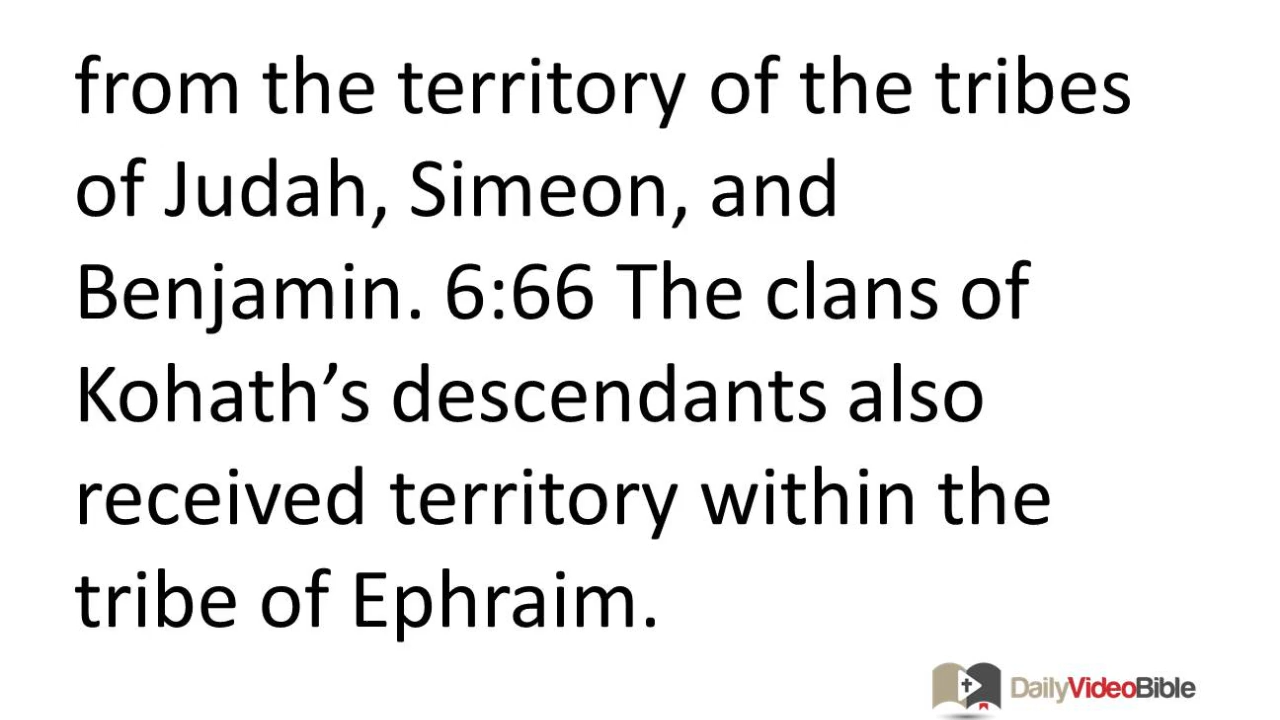 from the territory of the tribes
of Judah, Simeon, and
Benjamin. 6:66 The clans of
Kohath’s descendants also
received territory within the
tribe of Ephraim.
DailyVideoBible